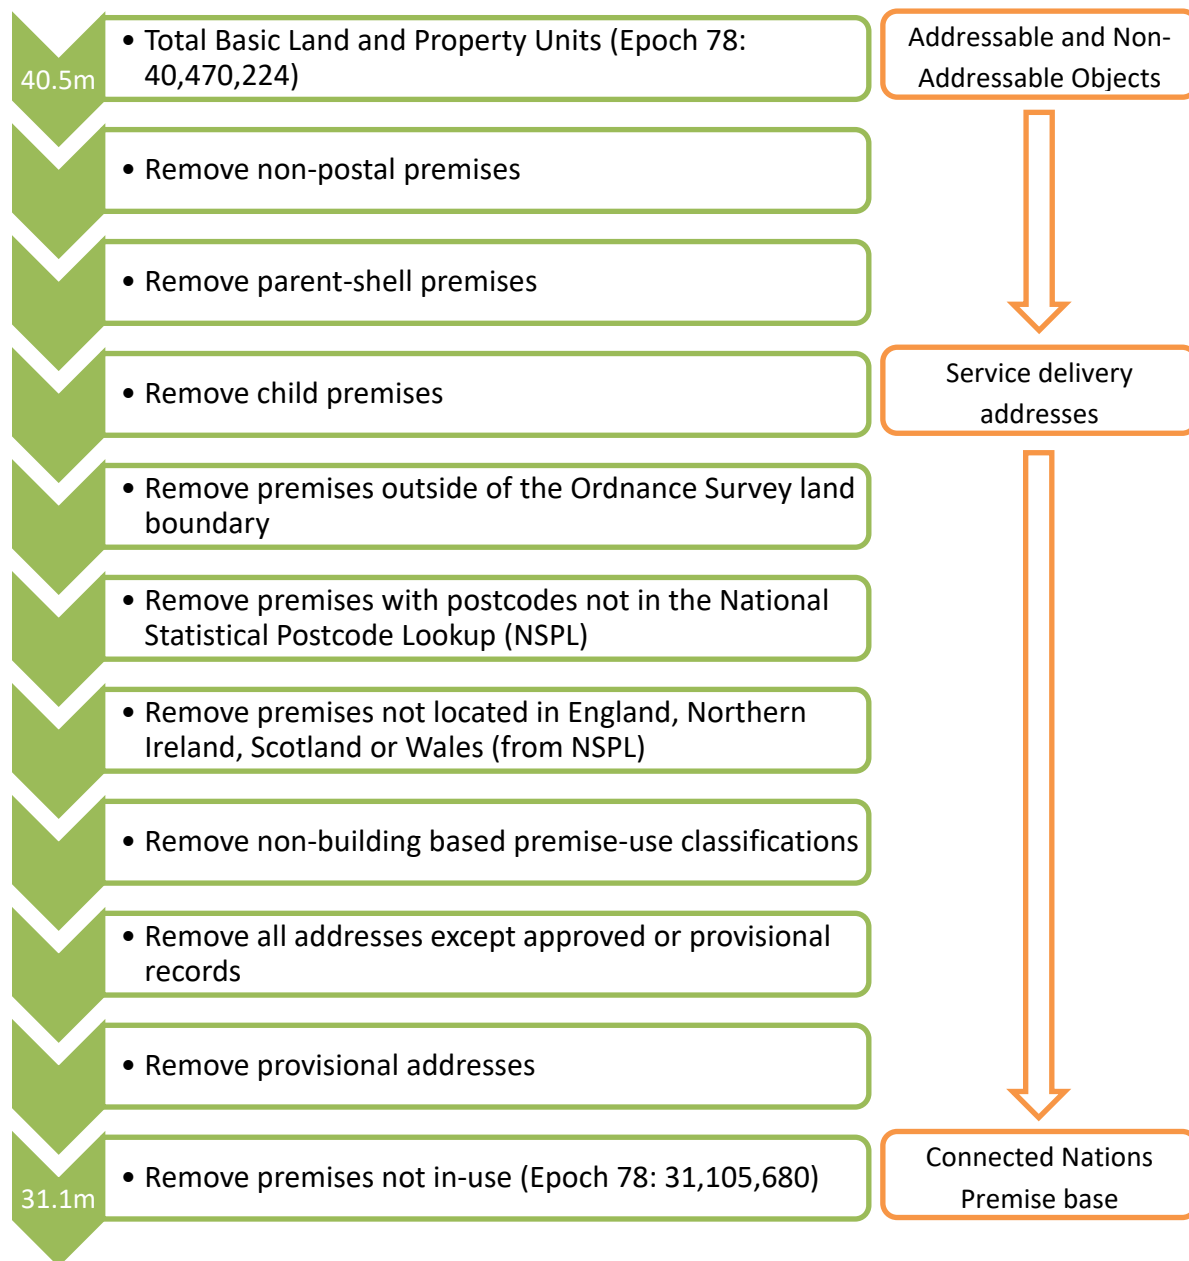 • Total Basic Land and Property Units (Epoch 78:
40,470,224)
40.5m
Addressable and Non-
Addressable Objects
• Remove non-postal premises
• Remove parent-shell premises
• Remove child premises
Service delivery
addresses
• Remove premises outside of the Ordnance Survey land
boundary
• Remove premises with postcodes not in the National
Statistical Postcode Lookup (NSPL)
• Remove premises not located in England, Northern
Ireland, Scotland or Wales (from NSPL)
• Remove non-building based premise-use classifications
• Remove all addresses except approved or provisional
records
• Remove provisional addresses
• Remove premises not in-use (Epoch 78: 31,105,680)
31.1m
Connected Nations
Premise base